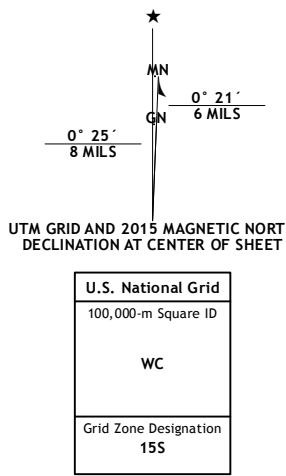 ★
MN
0° 21´
6 MILS
GN
0° 25´
8 MILS
UTM GRID AND 2015 MAGNETIC NORT
DECLINATION AT CENTER OF SHEET
U.S. National Grid
100,000-m Square ID
WC
Grid Zone Designation
15S